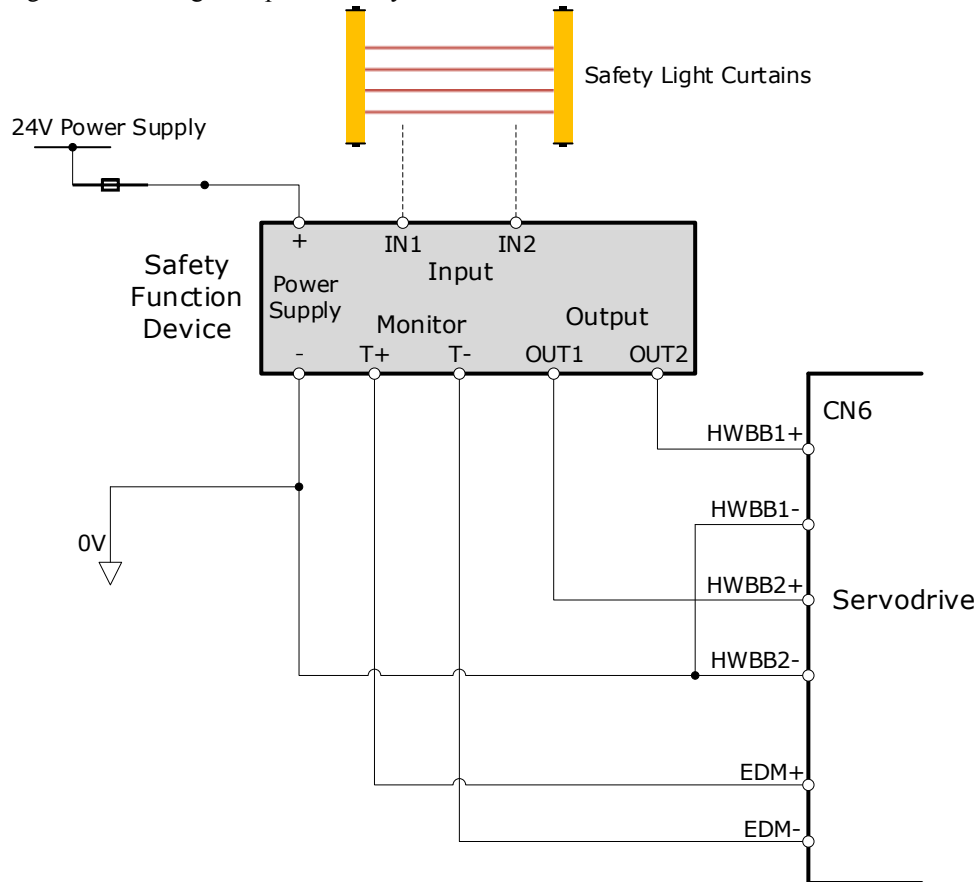 Safety Light Curtains
24V Power Supply
+
IN1
IN2
Input
Safety
Function
Device
Power
Supply
Monitor
Output
-
T+
T-
OUT1
OUT2
CN6
HWBB1+
HWBB1-
0V
HWBB2+
Servodrive
HWBB2-
EDM+
EDM-